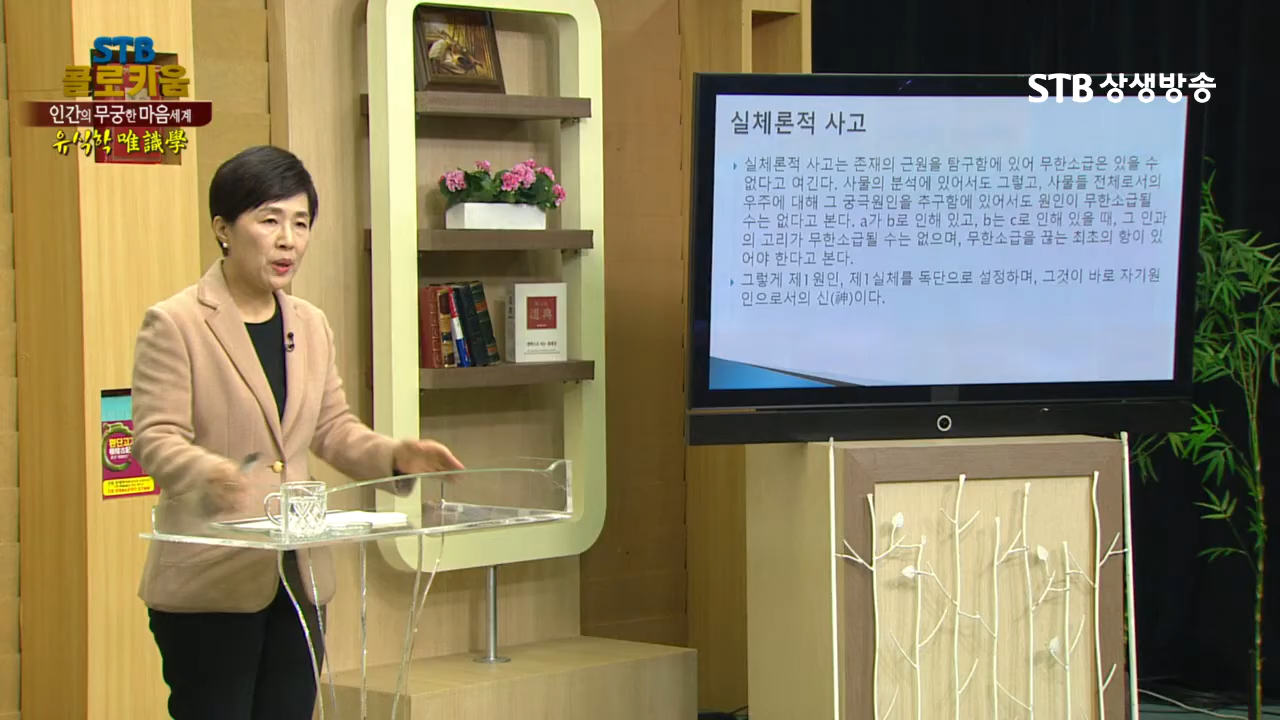 STB
콜로키움
인간의 무궁한 마음세계
유식학 唯識學
STB 상생방송
실체론적 사고
실체론적 사고는 존재의 근원을 탐구함에 있어 무한소급은 있을 수
없다고 여긴다. 사물의 분석에 있어서도 그렇고, 사물들 전체로서의
우주에 대해 그 궁극원인을 추구함에 있어서도 원인이 무한소급될
수는 없다고 본다. a가 b로 인해 있고, b는 c로 인해 있을 때, 그 인과
의 고리가 무한소급될 수는 없으며, 무한소급을 끊는 최초의 항이 있
어야 한다고 본다.
그렇게 제1원인, 제1실체를 독단으로 설정하며, 그것이 바로 자기원
인으로서의 신(神)이다.
道典
환단고기